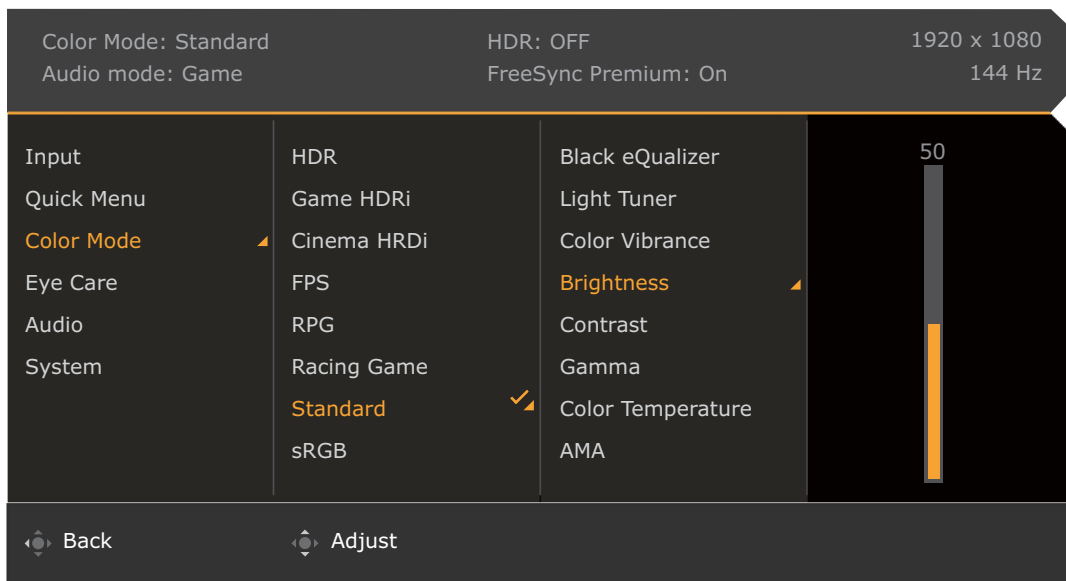 Color Mode: Standard
HDR: OFF
1920 x 1080
Audio mode: Game
FreeSync Premium: On
144 Hz
Input
Quick Menu
Color Mode
Eye Care
Audio
System
HDR
Game HDRi
Cinema HRDi
FPS
RPG
Racing Game
Standard
sRGB
Black eQualizer
Light Tuner
Color Vibrance
Brightness
Contrast
Gamma
Color Temperature
AMA
50
Back
Adjust